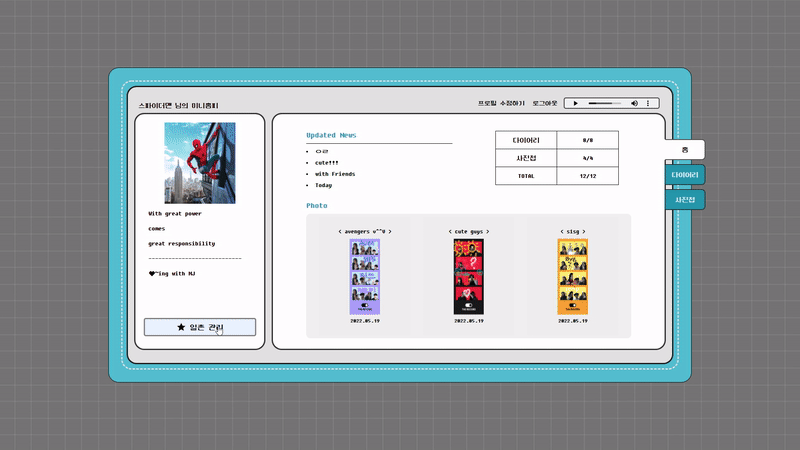 스파이더맨 님의 미니홈피
프로필 수정하기 로그아웃
With great power
comes
great responsibility
♥~ing with MJ
★ 일촌 관리
Updated News
• ㅇㄹ
• cute!!!
• with Friends
• Today
다이어리 8/8
사진첩 4/4
TOTAL 12/12
Photo
< avengers v^^V >
< cute guys >
< sisg >
2022.05.19
2022.05.19
2022.05.19
홈
다이어리
사진첩